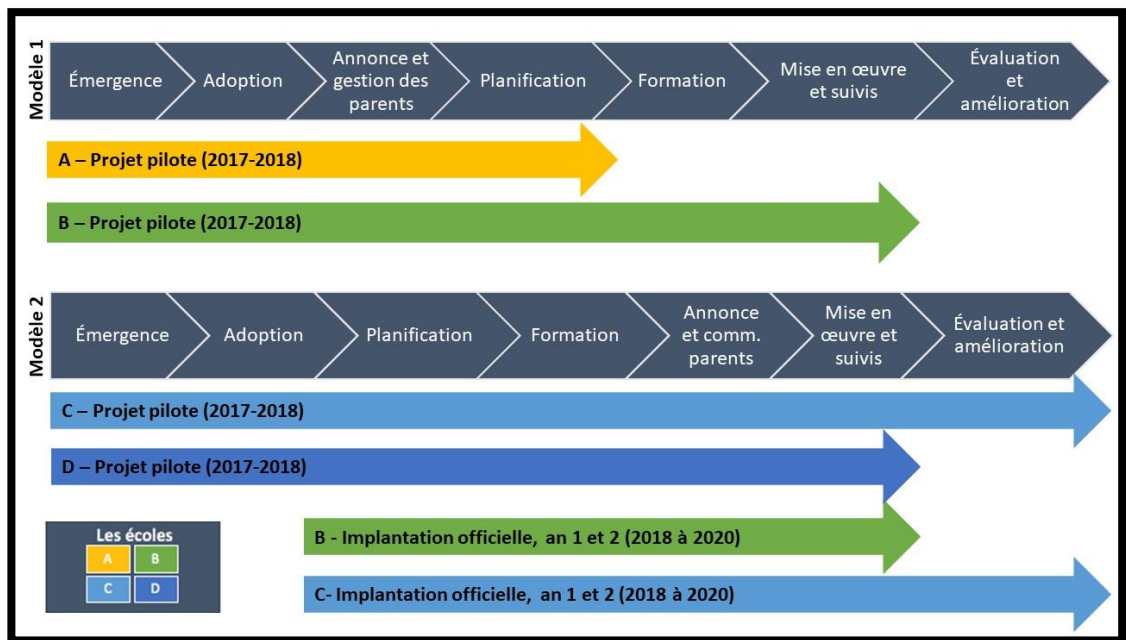 Modèle 1
Émergence
Adoption
Annonce et
gestion des
parents
Planification
Formation
Mise en œuvre
et suivis
Évaluation
et
amélioration
A – Projet pilote (2017-2018)
B – Projet pilote (2017-2018)
Modèle 2
Émergence
Adoption
Planification
Formation
Annonce
et comm.
parents
Mise en
œuvre et
suivis
Évaluation et
amélioration
C – Projet pilote (2017-2018)
D – Projet pilote (2017-2018)
Les écoles
A
B
C
D
B - Implantation officielle, an 1 et 2 (2018 à 2020)
C- Implantation officielle, an 1 et 2 (2018 à 2020)